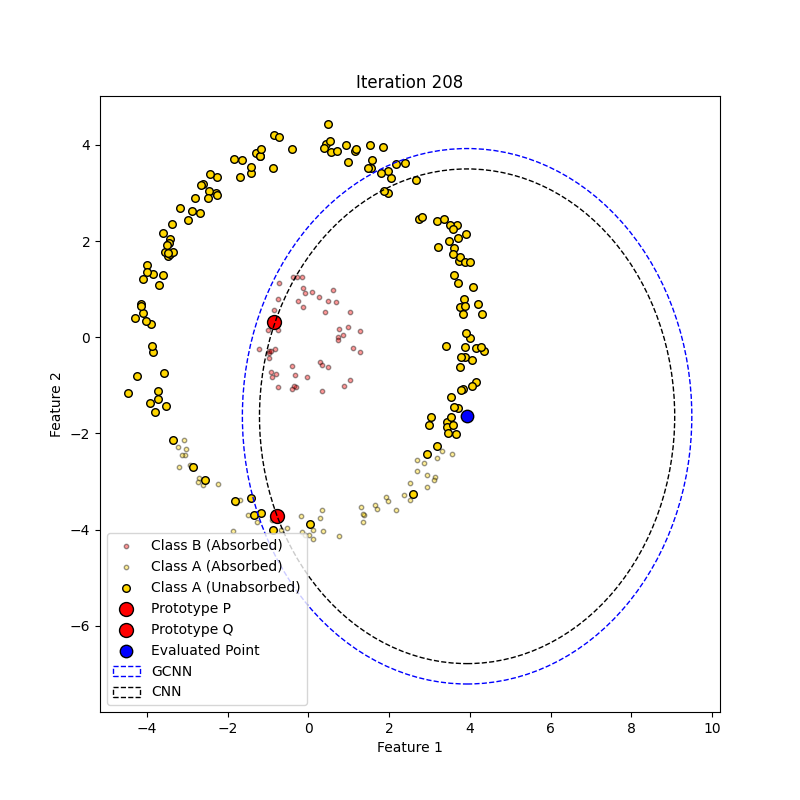 Iteration 208
4
2
0
−2
−4
−6
Feature 2
Class B (Absorbed)
Class A (Absorbed)
Class A (Unabsorbed)
Prototype P
Prototype Q
Evaluated Point
GCNN
CNN
−4
−2
0
2
4
6
8
10
Feature 1